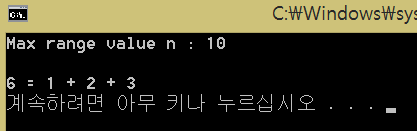 C:\Windows\sys
Max range value n : 10
6 = 1 + 2 + 3
계속하려면 아무 키나 누르십시오 . . .